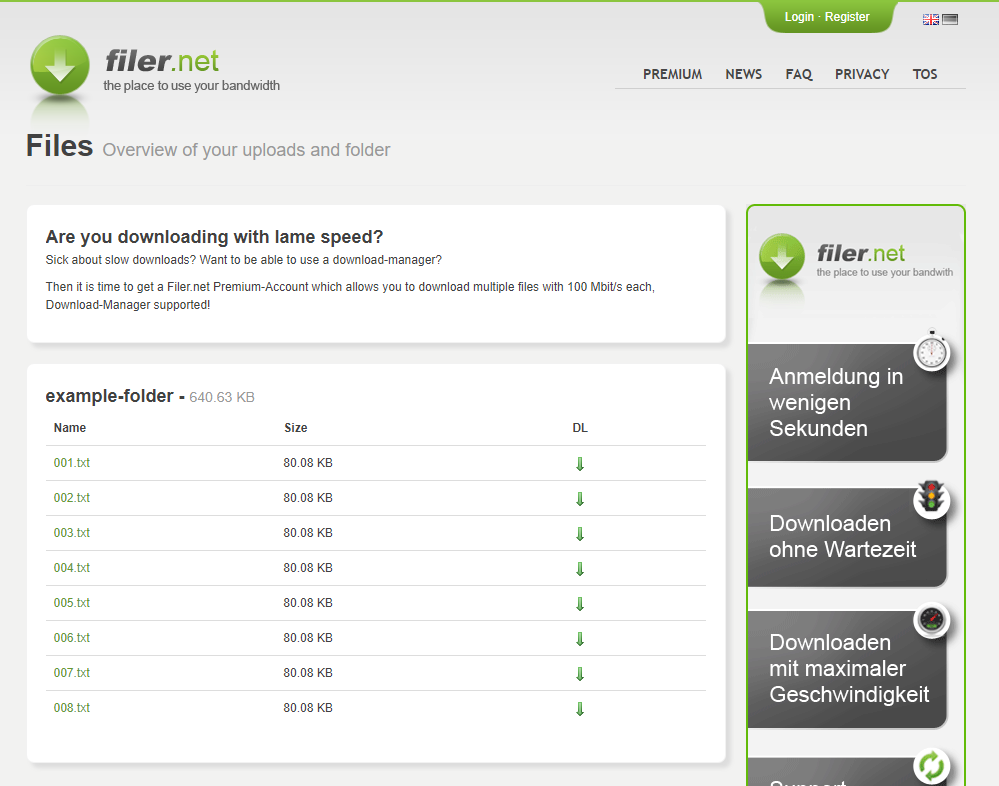 Login · Register
filer.net
the place to use your bandwidth
PREMIUM NEWS FAQ PRIVACY TOS
Files Overview of your uploads and folder
Are you downloading with lame speed?
Sick about slow downloads? Want to be able to use a download-manager?
Then it is time to get a Filer.net Premium-Account which allows you to download multiple files with 100 Mbit/s each,
Download-Manager supported!
example-folder - 640.63 KB
Name Size DL
001.txt 80.08 KB
002.txt 80.08 KB
003.txt 80.08 KB
004.txt 80.08 KB
005.txt 80.08 KB
006.txt 80.08 KB
007.txt 80.08 KB
008.txt 80.08 KB
filer.net
the place to use your bandwith
Anmeldung in
wenigen
Sekunden
Downloaden
ohne Wartezeit
Downloaden
mit maximaler
Geschwindigkeit
Support